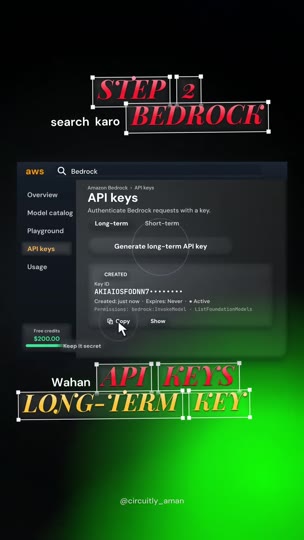 STEP 2
search karo BEDROCK
aws
Bedrock
Overview
Model catalog
Playground
API keys
Usage
Free credits
$200.00
Keep it secret
Amazon Bedrock › API keys
API keys
Authenticate Bedrock requests with a key.
Long-term Short-term
Generate long-term API key
CREATED
Key ID
AKIAIOSFODNN7••••••••
Created: just now · Expires: Never · • Active
Permissions: bedrock:InvokeModel · ListFoundationModels
Copy Show
Wahan API KEYS
LONG-TERM KEY
@circuitly_aman